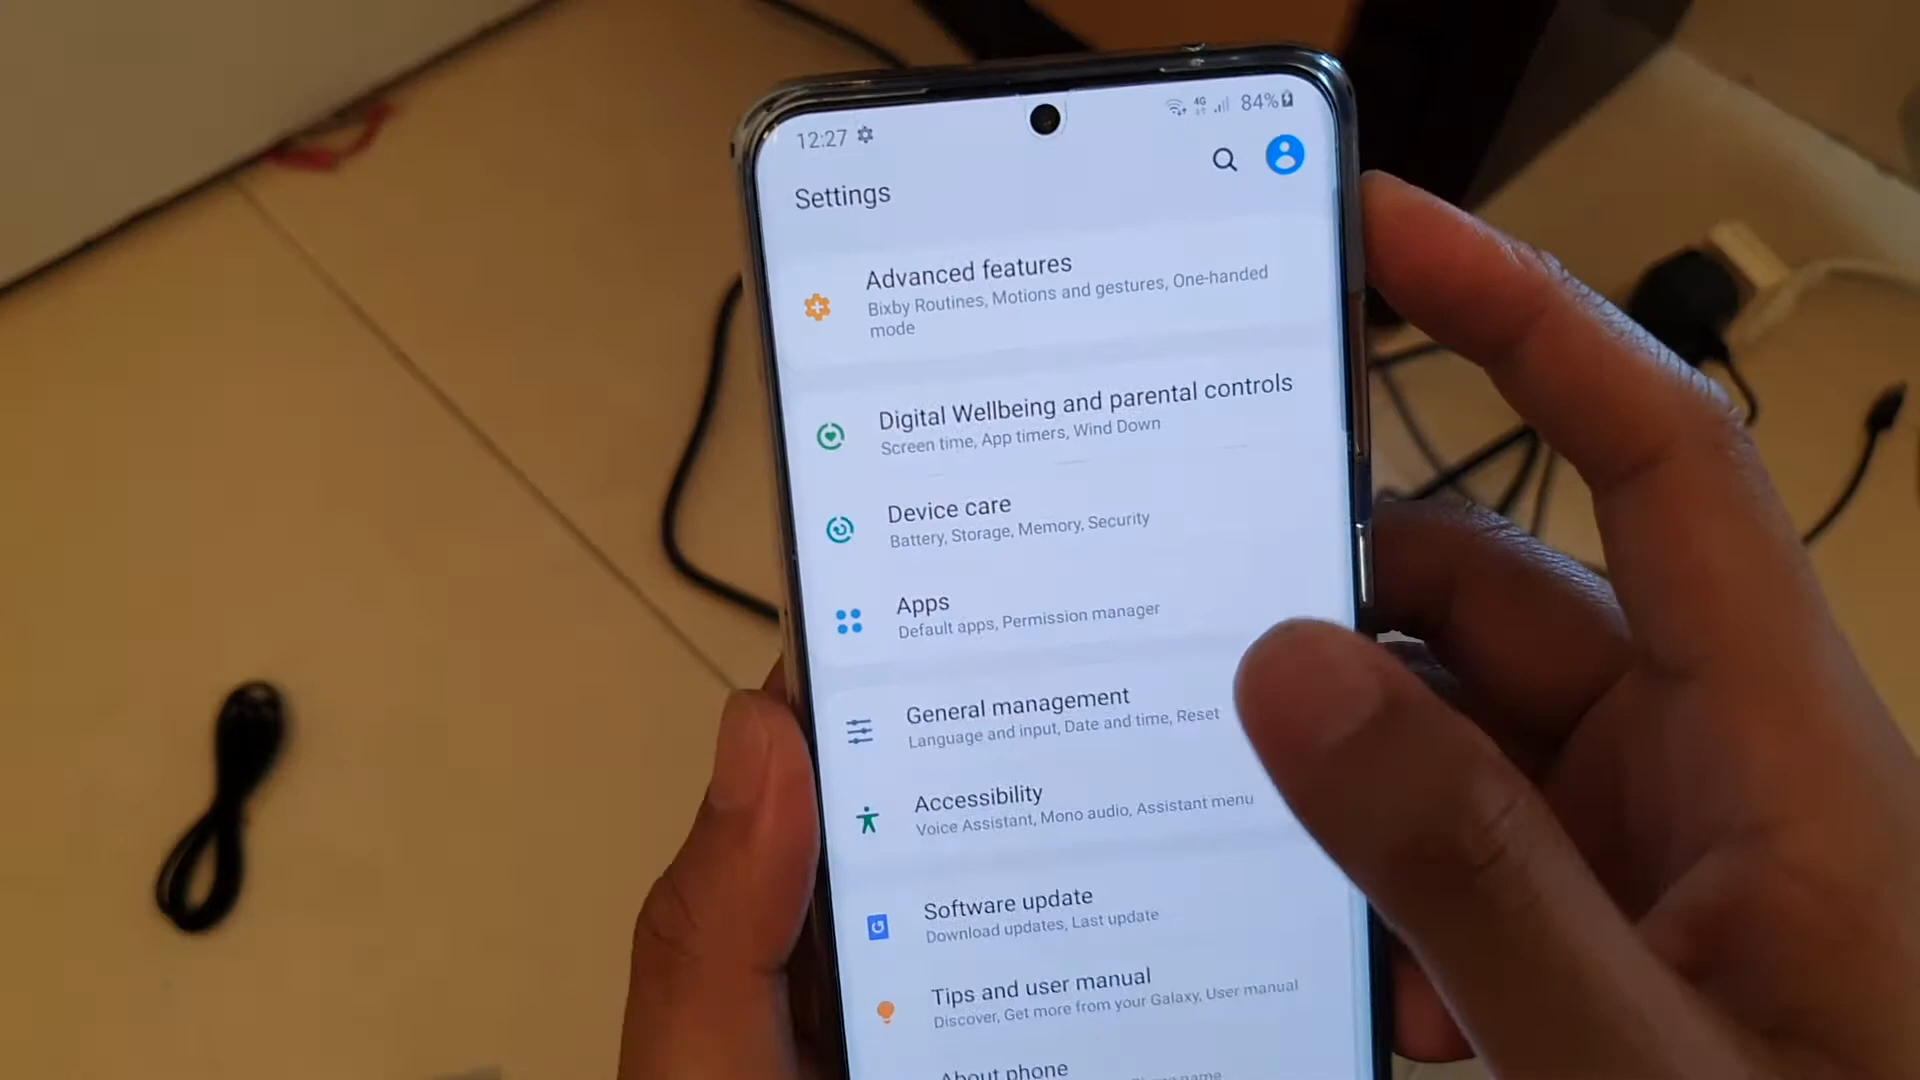 12:27
4G
84%
Settings
Advanced features
Bixby Routines, Motions and gestures, One-handed
mode
Digital Wellbeing and parental controls
Screen time, App timers, Wind Down
Device care
Battery, Storage, Memory, Security
Apps
Default apps, Permission manager
General management
Language and input, Date and time, Reset
Accessibility
Voice Assistant, Mono audio, Assistant menu
Software update
Download updates, Last update
Tips and user manual
Discover, Get more from your Galaxy, User manual
About phone
name